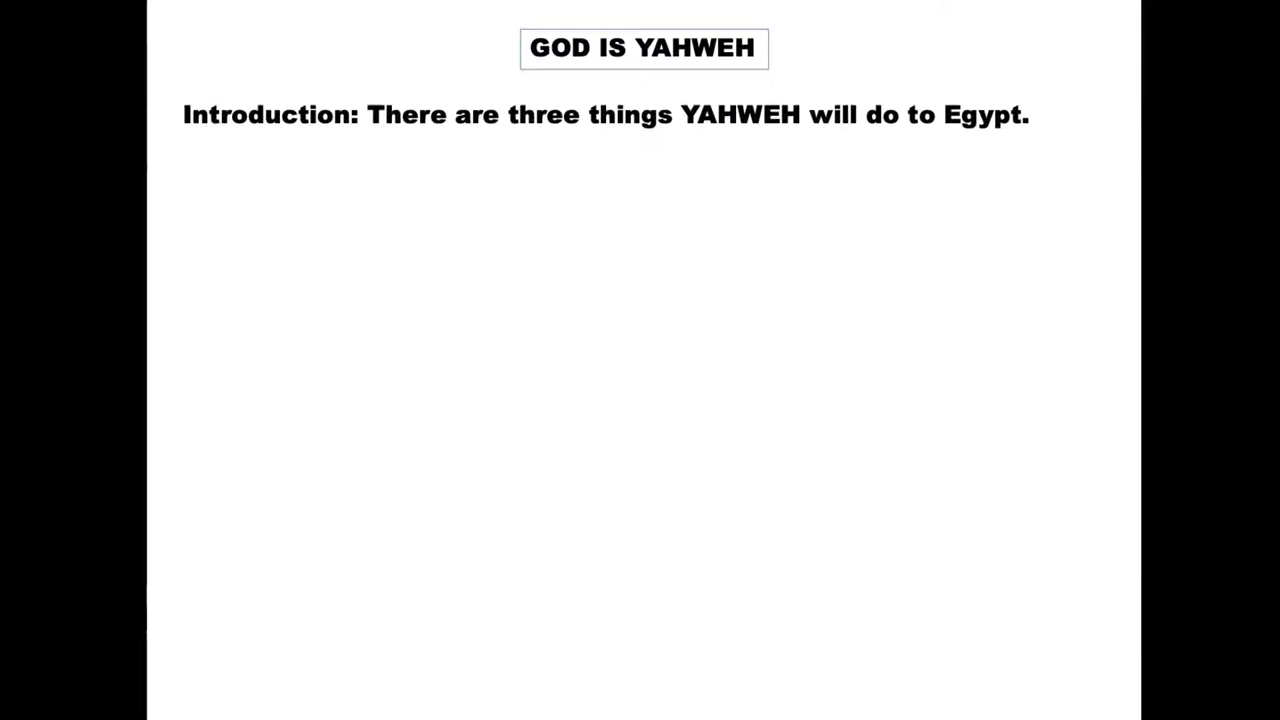 GOD IS YAHWEH
Introduction: There are three things YAHWEH will do to Egypt.